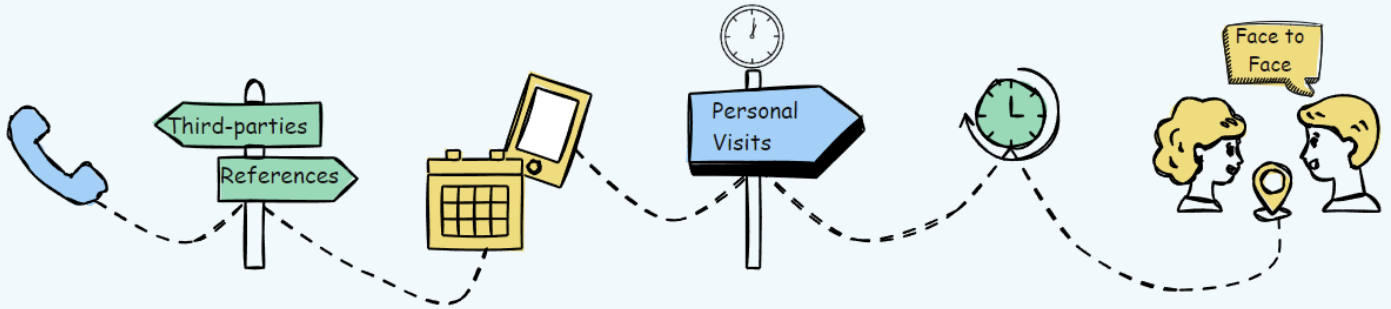 Third-parties
References
Personal
Visits
Face to
Face